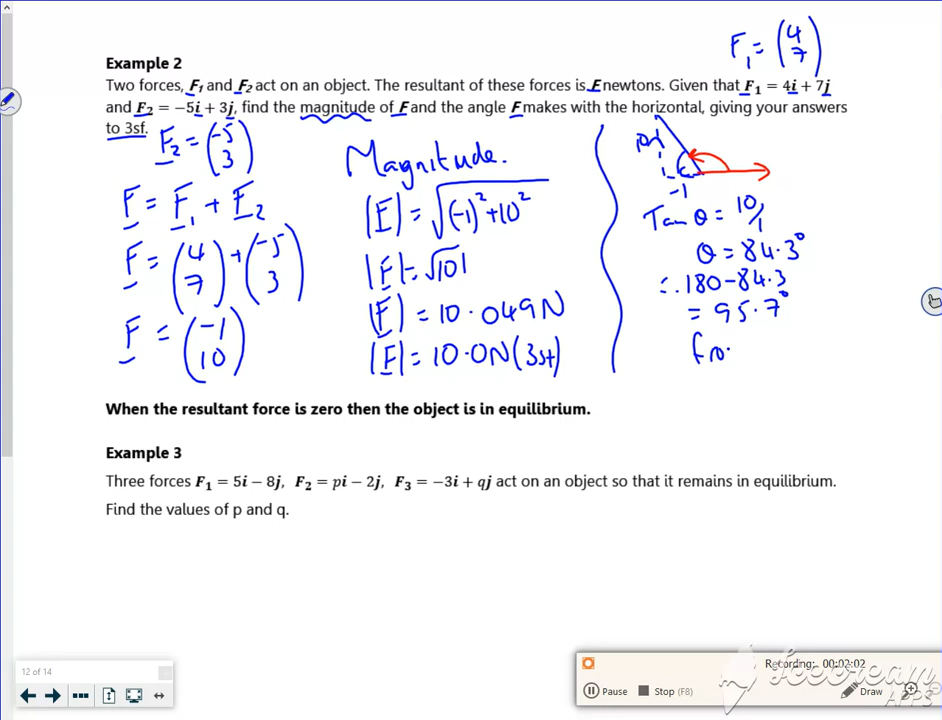 F₁ = (4
7)
Example 2
Two forces, F₁ and F₂ act on an object. The resultant of these forces is F newtons. Given that F₁ = 4i + 7j
and F₂ = −5i + 3j, find the magnitude of F and the angle F makes with the horizontal, giving your answers
to 3sf.
F₂ = (-5
3)
F = F₁ + F₂
F = (4
7) + (-5
3)
F = (-1
10)
Magnitude.
|F| = √(-1)² + 10²
|F| = √101
|F| = 10.049N
|F| = 10.0N (3sf)
10
-1
Tan θ = 10/1
θ = 84.3°
∴ 180 - 84.3
= 95.7°
fro
When the resultant force is zero then the object is in equilibrium.
Example 3
Three forces F₁ = 5i − 8j, F₂ = pi − 2j, F₃ = −3i + qj act on an object so that it remains in equilibrium.
Find the values of p and q.
12 of 14
Recording: 00:02:02
Pause Stop (F8) Draw
Icecream
APPS